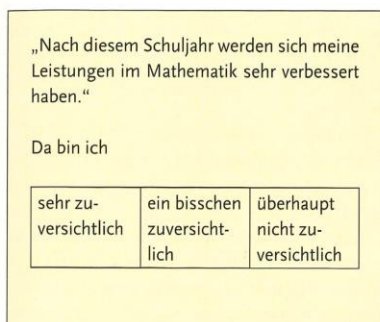 „Nach diesem Schuljahr werden sich meine
Leistungen im Mathematik sehr verbessert
haben.“
Da bin ich
sehr zu-
versichtlich
ein bisschen
zuversicht-
lich
überhaupt
nicht zu-
versichtlich